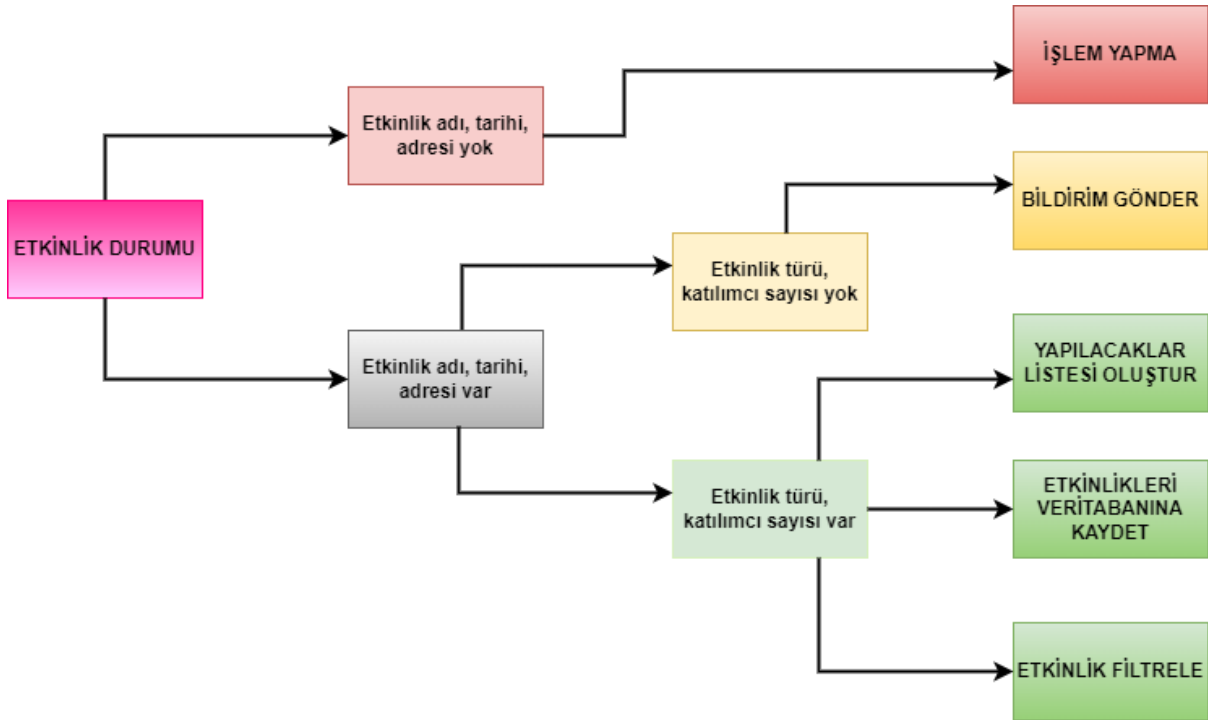 İŞLEM YAPMA
Etkinlik adı, tarihi,
adresi yok
BİLDİRİM GÖNDER
ETKİNLİK DURUMU
Etkinlik türü,
katılımcı sayısı yok
Etkinlik adı, tarihi,
adresi var
YAPILACAKLAR
LİSTESİ OLUŞTUR
Etkinlik türü,
katılımcı sayısı var
ETKİNLİKLERİ
VERİTABANINA
KAYDET
ETKİNLİK FİLTRELE